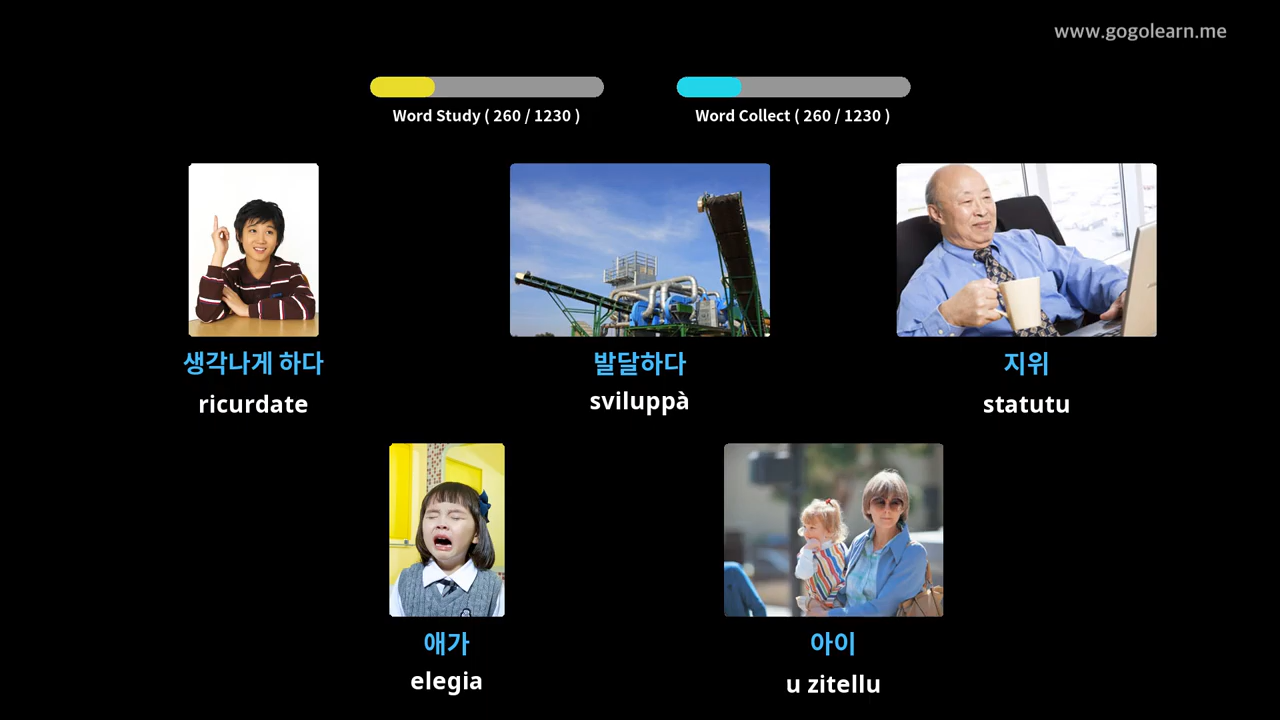 www.gogolearn.me
Word Study ( 260 / 1230 )
Word Collect ( 260 / 1230 )
생각나게 하다
발달하다
지위
ricurdate
sviluppà
statutu
애가
아이
elegia
u zitellu